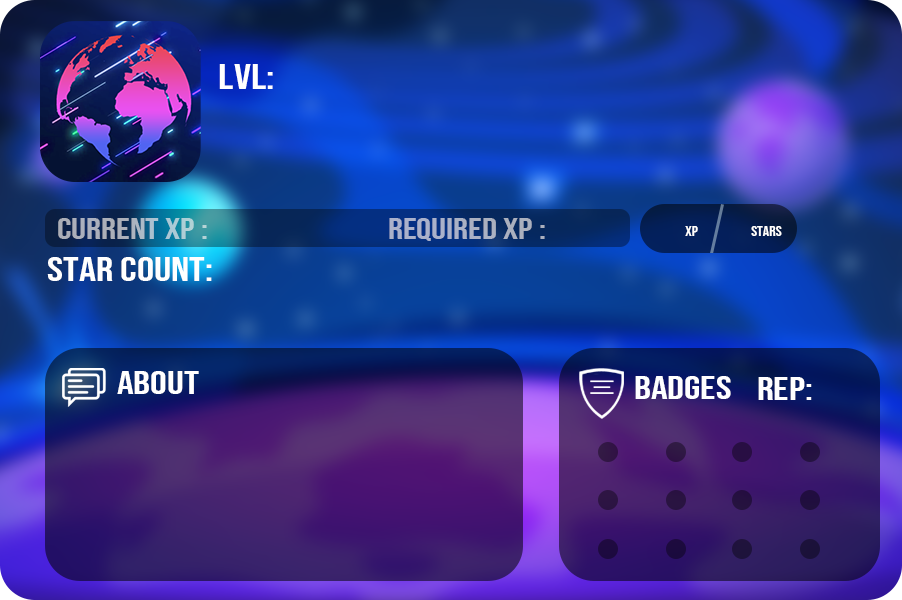 LVL:
CURRENT XP : REQUIRED XP :
XP / STARS
STAR COUNT:
ABOUT
BADGES REP: